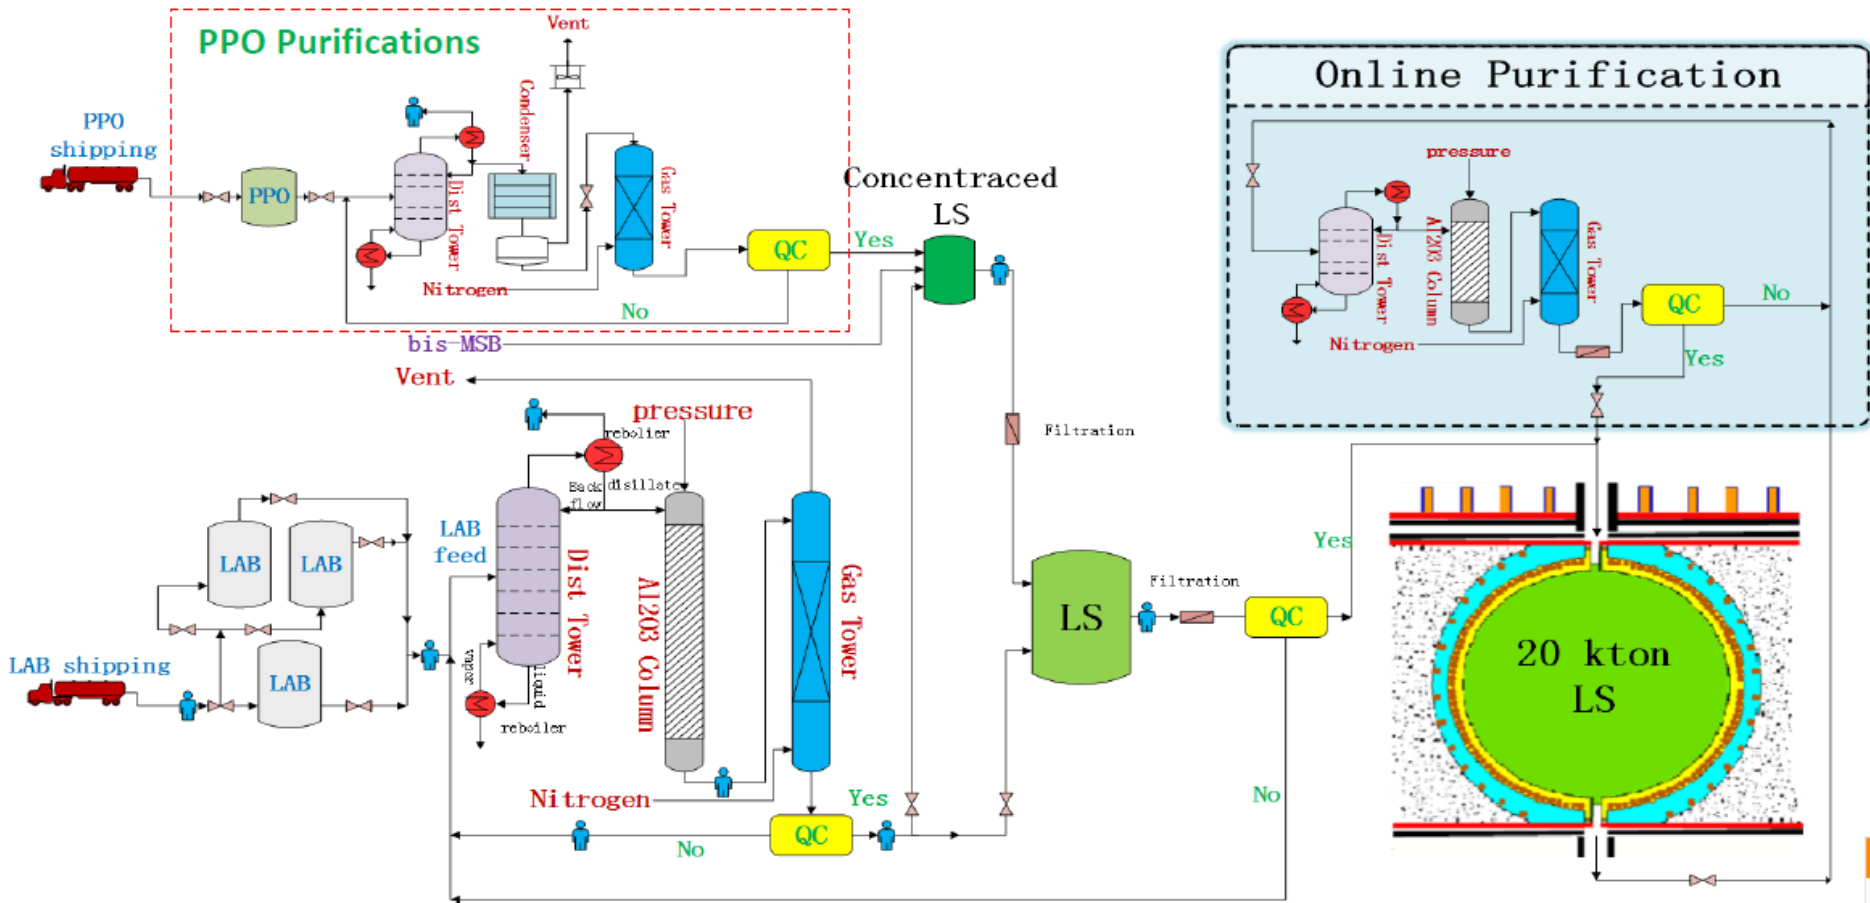 PPO Purifications
Vent
Condenser
PPO
shipping
PPO
Dist Tower
Gas Tower
Nitrogen
QC
Yes
No
Concentraced
LS
bis-MSB
Online Purification
pressure
Dist Tower
Al203 Column
Gas Tower
Nitrogen
QC
No
Yes
Vent
pressure
rebolier
Back
flow
disillate
LAB
LAB
LAB
LAB shipping
LAB
feed
Dist Tower
vapor
liquid
reboiler
Al203 Column
Gas Tower
Nitrogen
QC
Yes
No
Filtration
LS
Filtration
QC
Yes
No
20 kton
LS